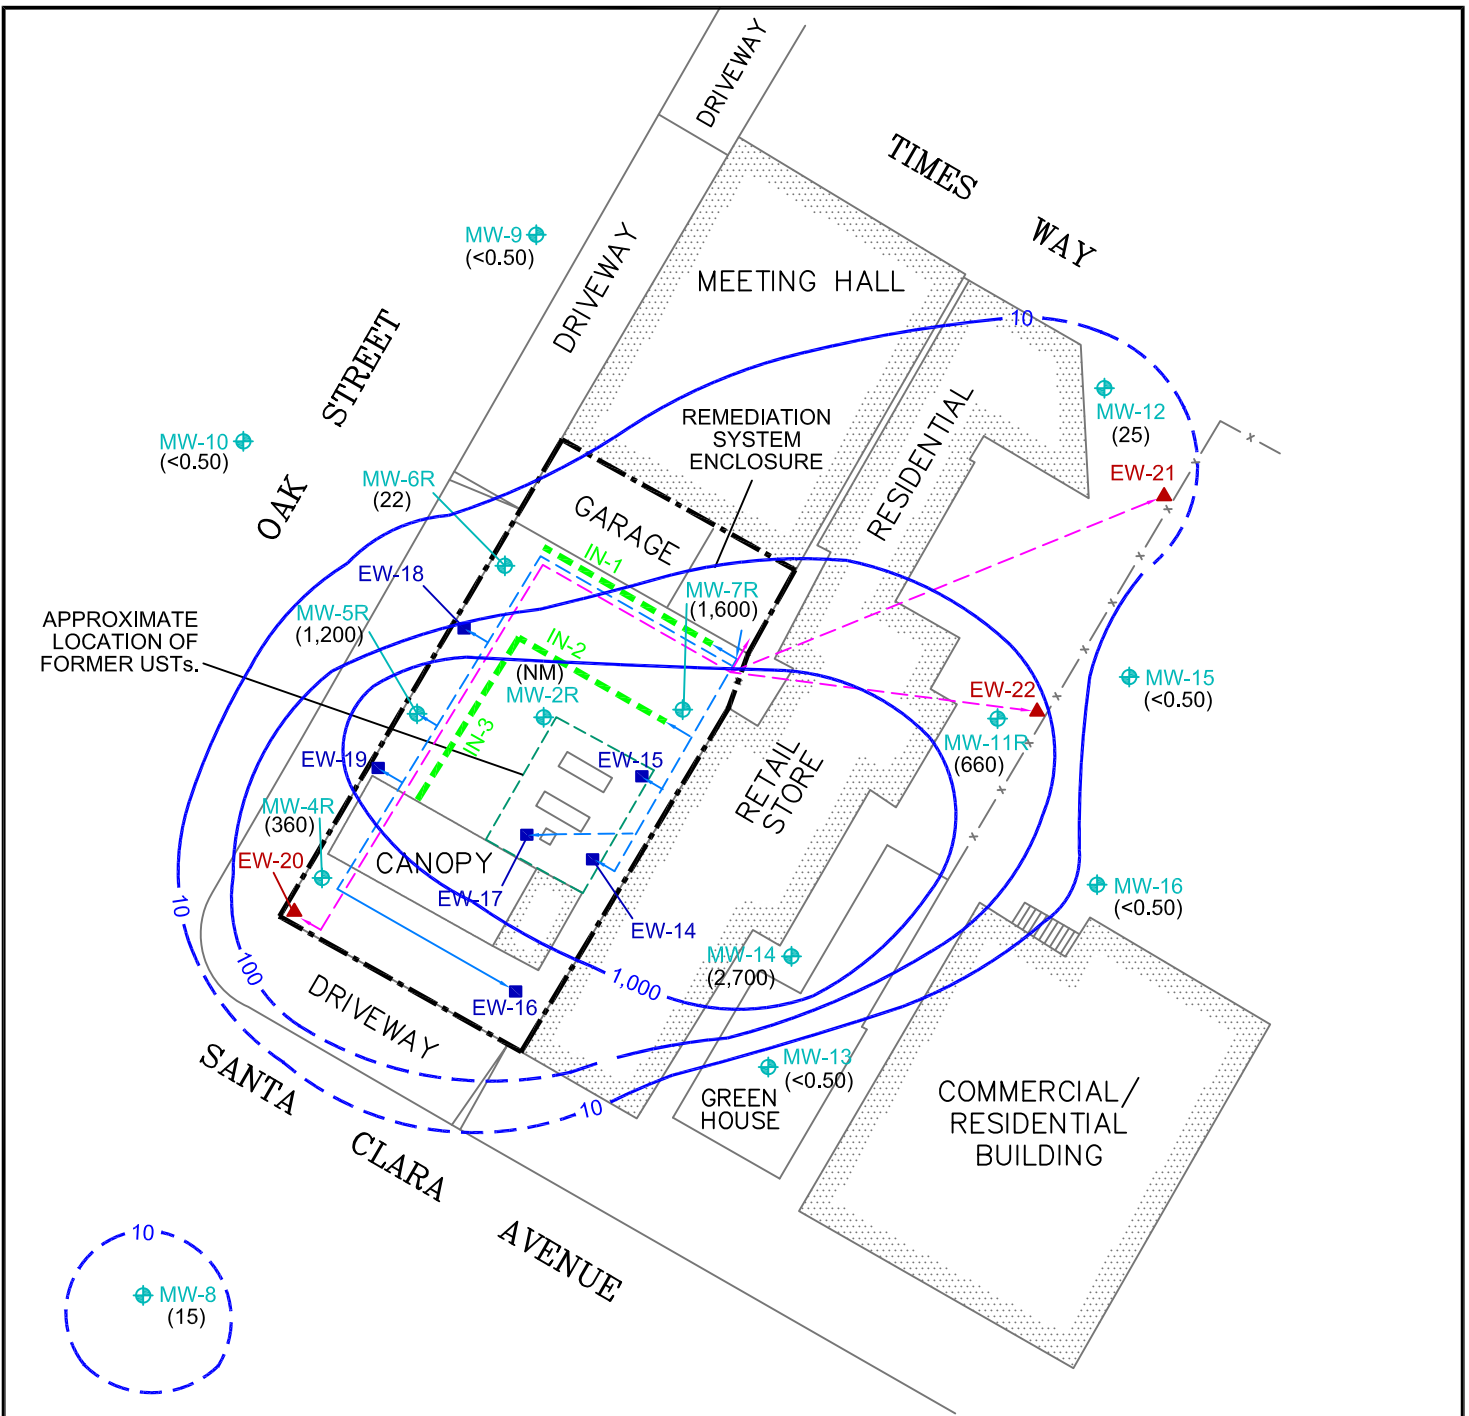 DRIVEWAY
TIMES WAY
MW-9
(<0.50)
DRIVEWAY
MEETING HALL
10
OAK STREET
MW-10
(<0.50)
MW-12
(25)
REMEDIATION
SYSTEM
ENCLOSURE
RESIDENTIAL
EW-21
MW-6R
(22)
GARAGE
IN-1
EW-18
MW-7R
(1,600)
MW-5R
(1,200)
APPROXIMATE
LOCATION OF
FORMER USTs.
IN-2
(NM)
MW-2R
MW-15
(<0.50)
EW-22
MW-11R
(660)
IN-3
EW-19
EW-15
RETAIL
STORE
MW-4R
(360)
EW-20
CANOPY
EW-17
MW-16
(<0.50)
10
EW-14
100
1,000
MW-14
(2,700)
DRIVEWAY
EW-16
MW-13
(<0.50)
10
GREEN
HOUSE
COMMERCIAL/
RESIDENTIAL
BUILDING
SANTA CLARA AVENUE
10
MW-8
(15)